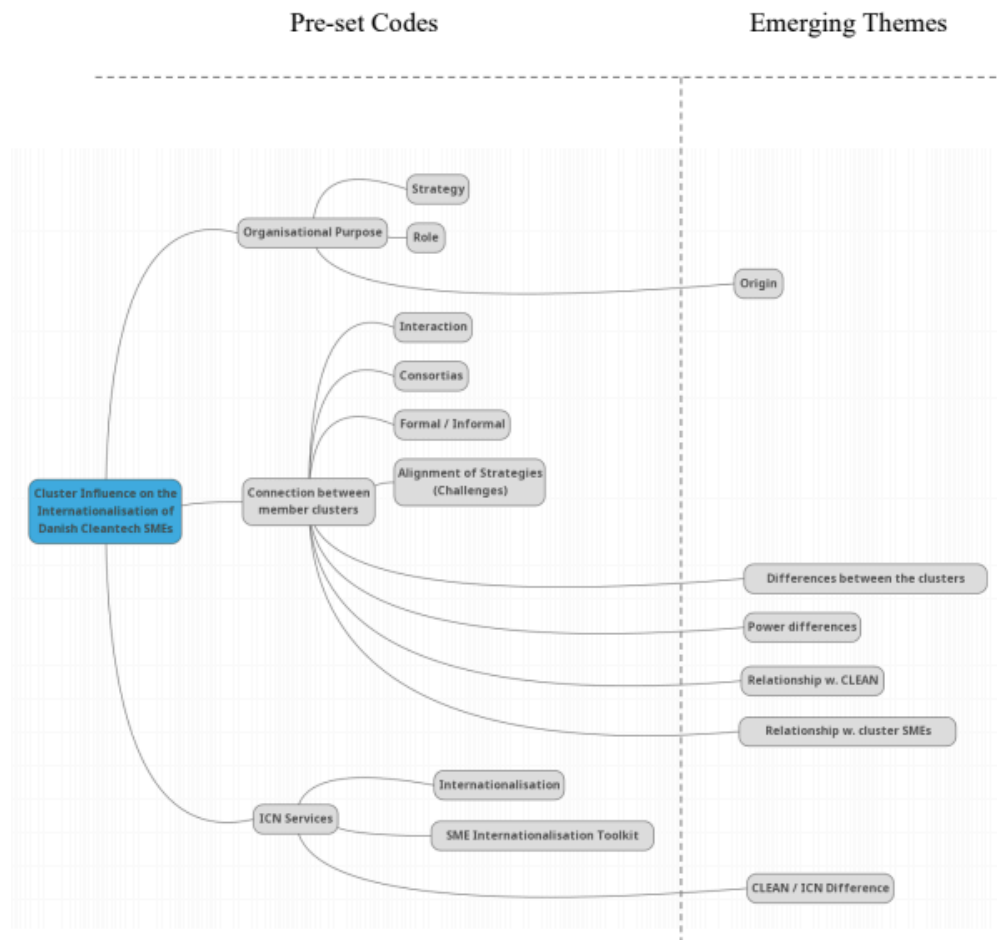 Pre-set Codes
Emerging Themes
Strategy
Organisational Purpose
Role
Origin
Interaction
Consortias
Formal / Informal
Alignment of Strategies
(Challenges)
Cluster Influence on the
Internationalisation of
Danish Cleantech SMEs
Connection between
member clusters
Differences between the clusters
Power differences
Relationship w. CLEAN
Relationship w. cluster SMEs
Internationalisation
ICN Services
SME Internationalisation Toolkit
CLEAN / ICN Difference